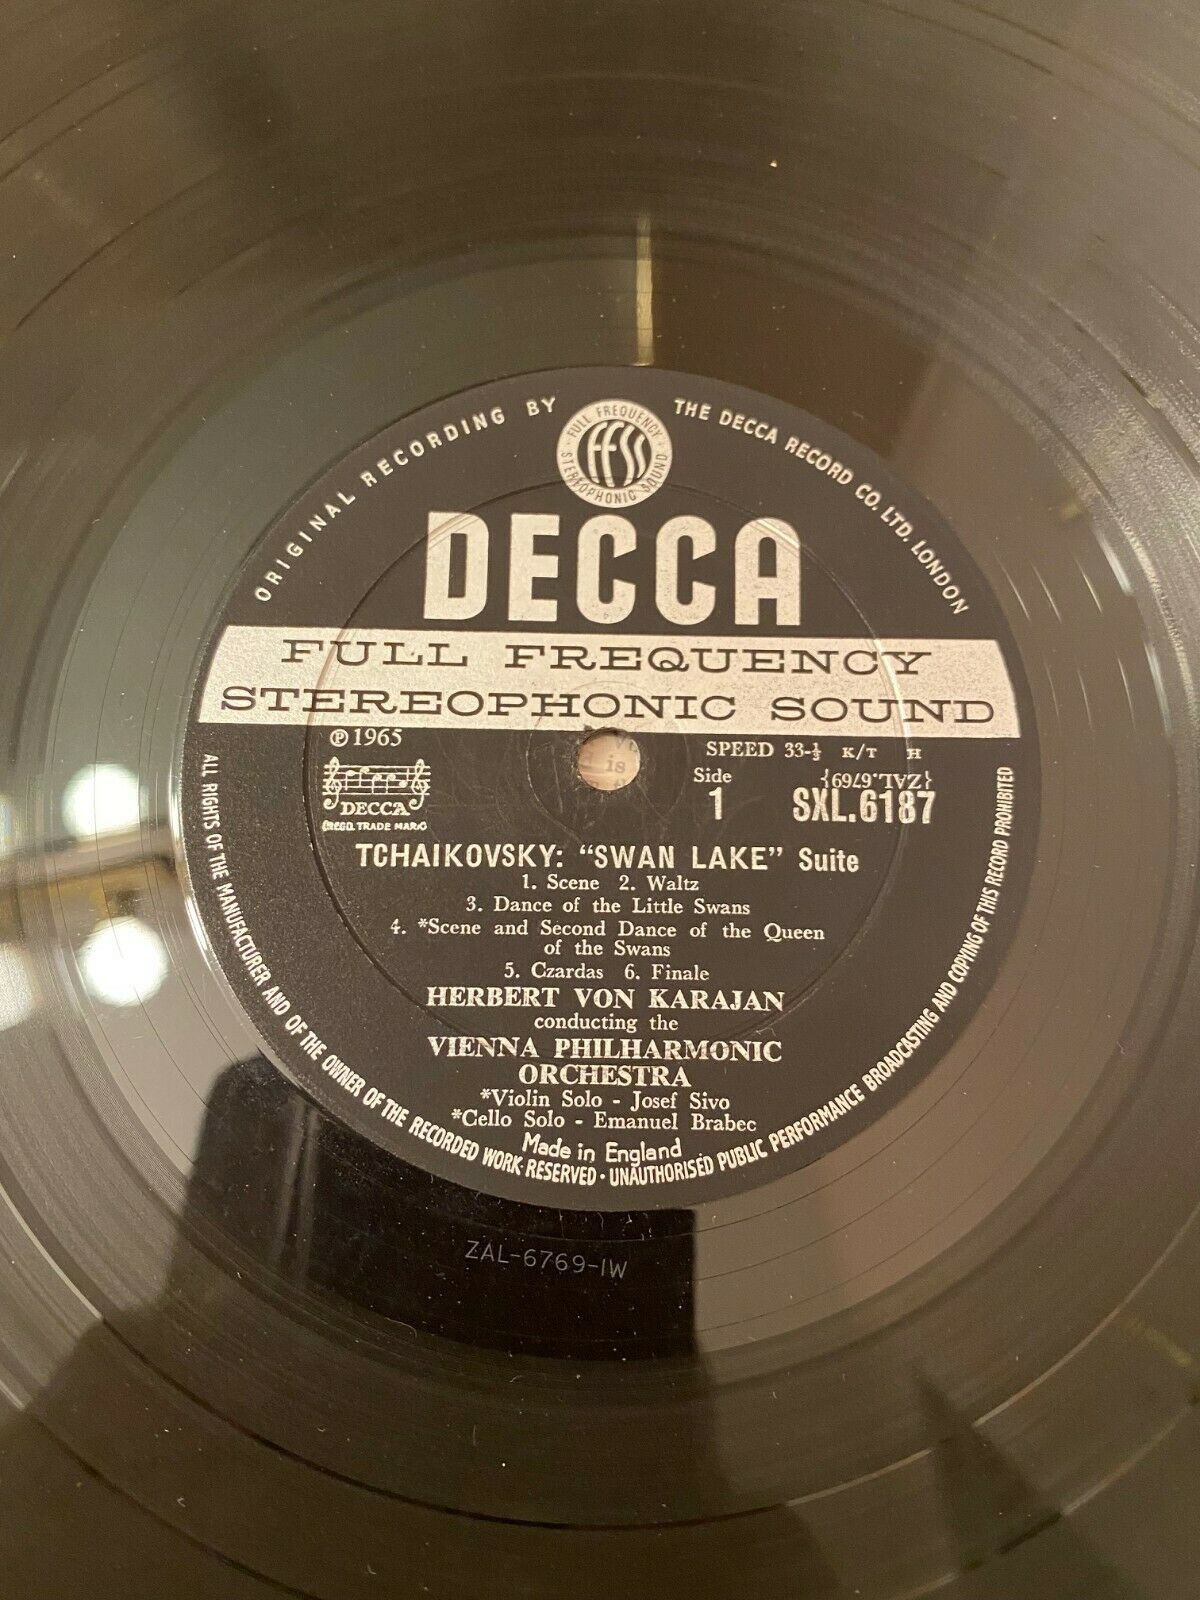 ORIGINAL RECORDING BY
THE DECCA RECORD CO. LTD. LONDON
FULL FREQUENCY
FFSS
STEREOPHONIC SOUND
DECCA
FULL FREQUENCY
STEREOPHONIC SOUND
℗ 1965
SPEED 33-⅓ K/T H
Side
1
{ZAL.6769}
SXL.6187
DECCA
REGD. TRADE MARK
TCHAIKOVSKY: “SWAN LAKE” Suite
1. Scene 2. Waltz
3. Dance of the Little Swans
4. *Scene and Second Dance of the Queen
of the Swans
5. Czardas 6. Finale
HERBERT VON KARAJAN
conducting the
VIENNA PHILHARMONIC
ORCHESTRA
*Violin Solo - Josef Sivo
*Cello Solo - Emanuel Brabec
Made in England
ALL RIGHTS OF THE MANUFACTURER AND OF THE OWNER OF THE RECORDED WORK RESERVED · UNAUTHORISED PUBLIC PERFORMANCE BROADCASTING AND COPYING OF THIS RECORD PROHIBITED
ZAL-6769-1W